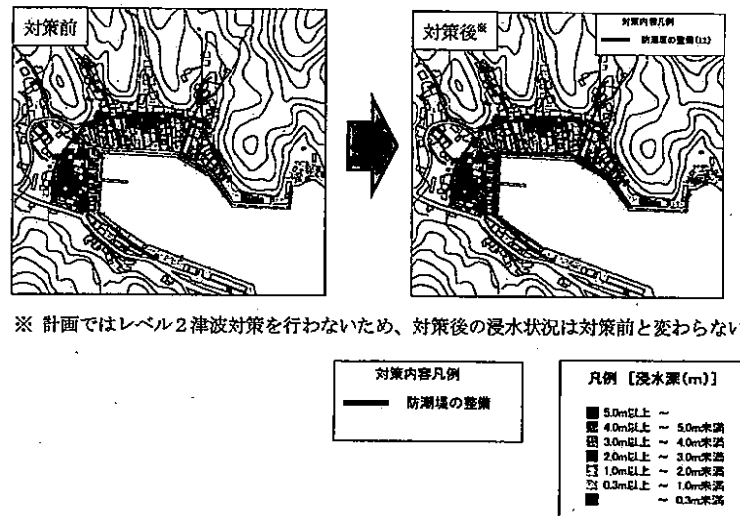 対策前
対策後※
対策内容凡例
防潮堤の整備(L1)
※ 計画ではレベル2津波対策を行わないため、対策後の浸水状況は対策前と変わらない
対策内容凡例
防潮堤の整備
凡例 [浸水深(m)]
5.0m以上 ～
4.0m以上 ～ 5.0m未満
3.0m以上 ～ 4.0m未満
2.0m以上 ～ 3.0m未満
1.0m以上 ～ 2.0m未満
0.3m以上 ～ 1.0m未満
～ 0.3m未満